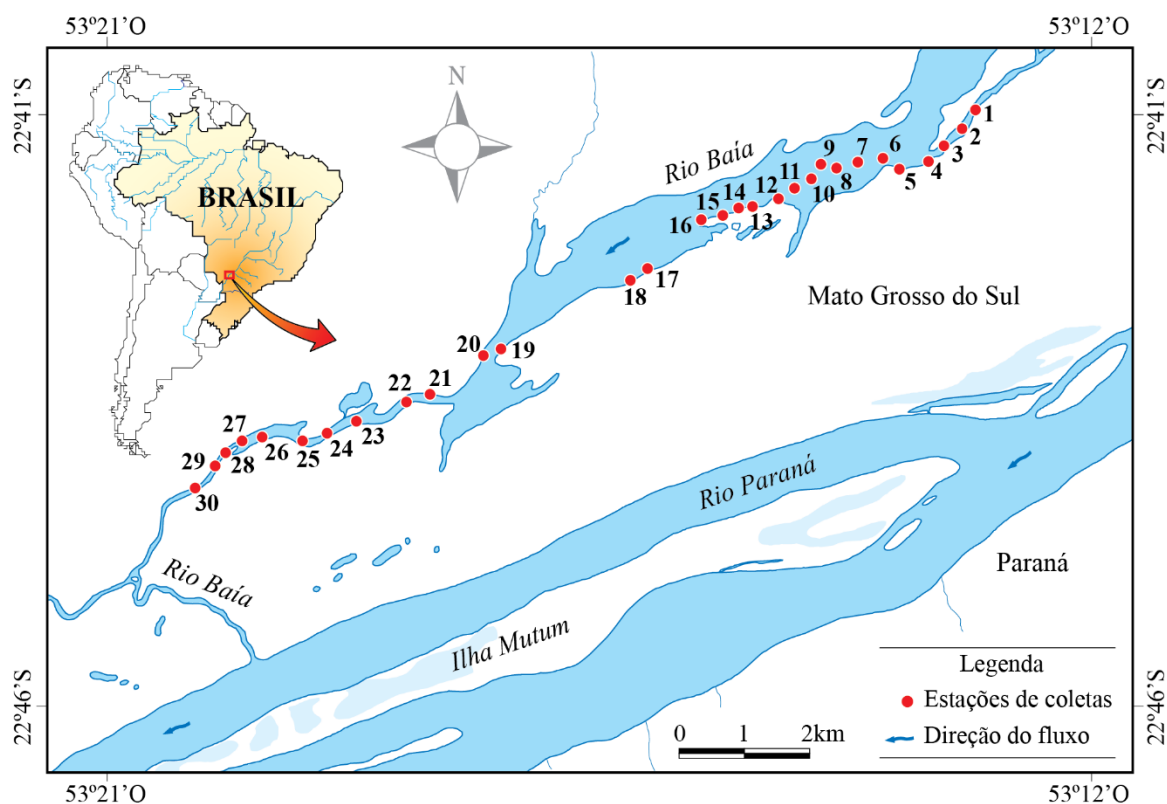 53º21’O
53º12’O
22º41’S
22º41’S
N
BRASIL
Rio Baía
1
2
3
4
5
6
7
8
9
10
11
12
13
14
15
16
17
18
Mato Grosso do Sul
19
20
21
22
23
24
25
26
27
28
29
30
Rio Paraná
Rio Baía
Paraná
Ilha Mutum
Legenda
Estações de coletas
Direção do fluxo
0 1 2km
22º46’S
22º46’S
53º21’O
53º12’O